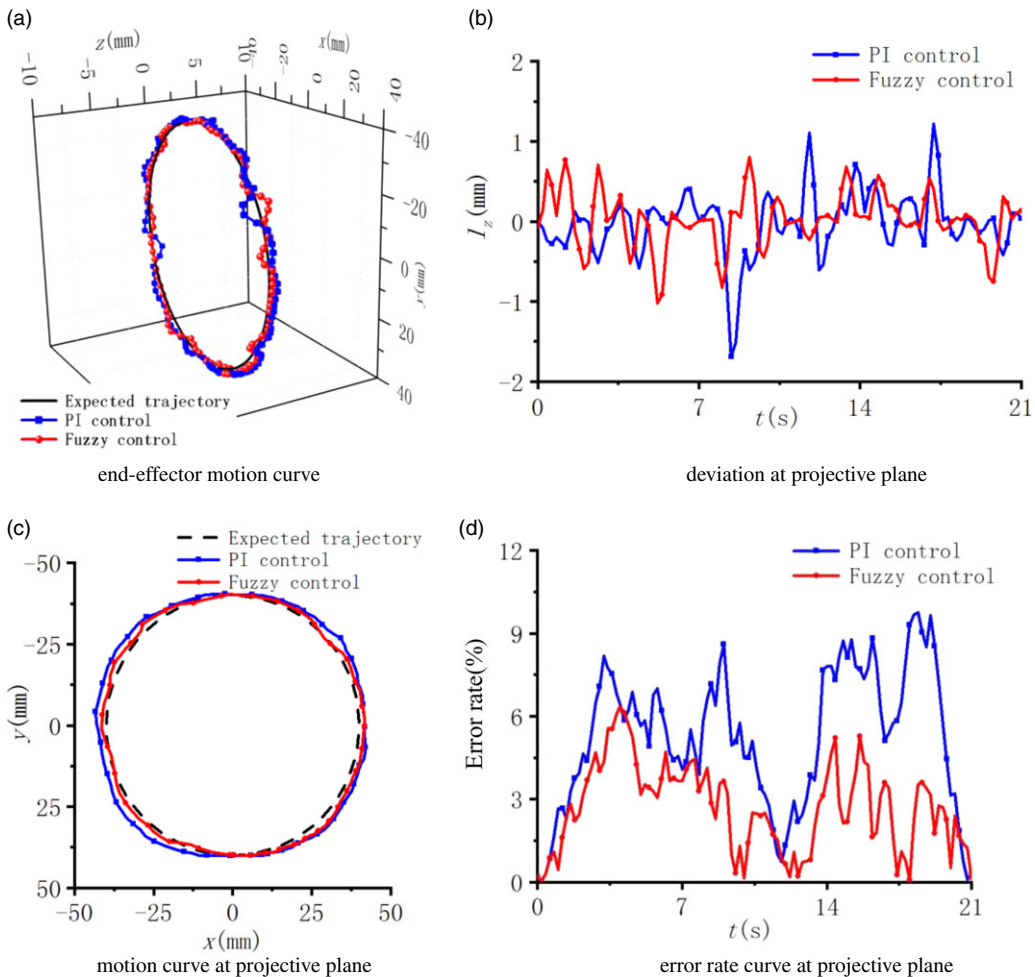 (a)
z(mm)
x(mm)
-10
-5
0
5
10
-40
-20
0
20
40
-40
-20
0
20
40
y(mm)
Expected trajectory
PI control
Fuzzy control
end-effector motion curve
(b)
PI control
Fuzzy control
2
1
0
-1
-2
l_z(mm)
0
7
14
21
t(s)
deviation at projective plane
(c)
Expected trajectory
PI control
Fuzzy control
-50
-25
0
25
50
y(mm)
-50
-25
0
25
50
x(mm)
motion curve at projective plane
(d)
PI control
Fuzzy control
12
9
6
3
0
Error rate(%)
0
7
14
21
t(s)
error rate curve at projective plane